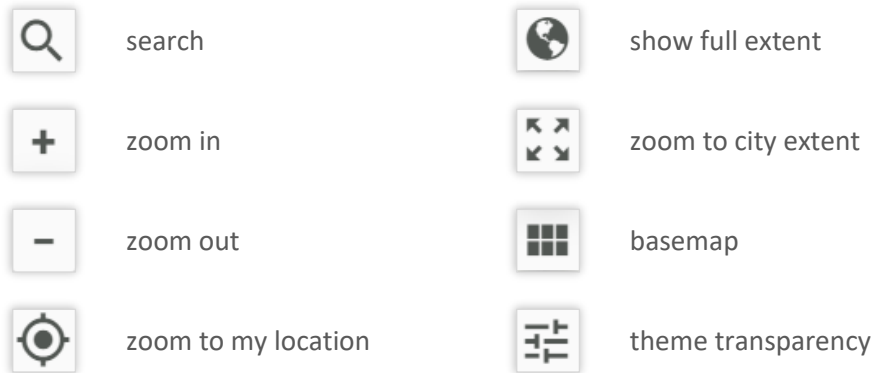 search
show full extent
zoom in
zoom to city extent
zoom out
basemap
zoom to my location
theme transparency